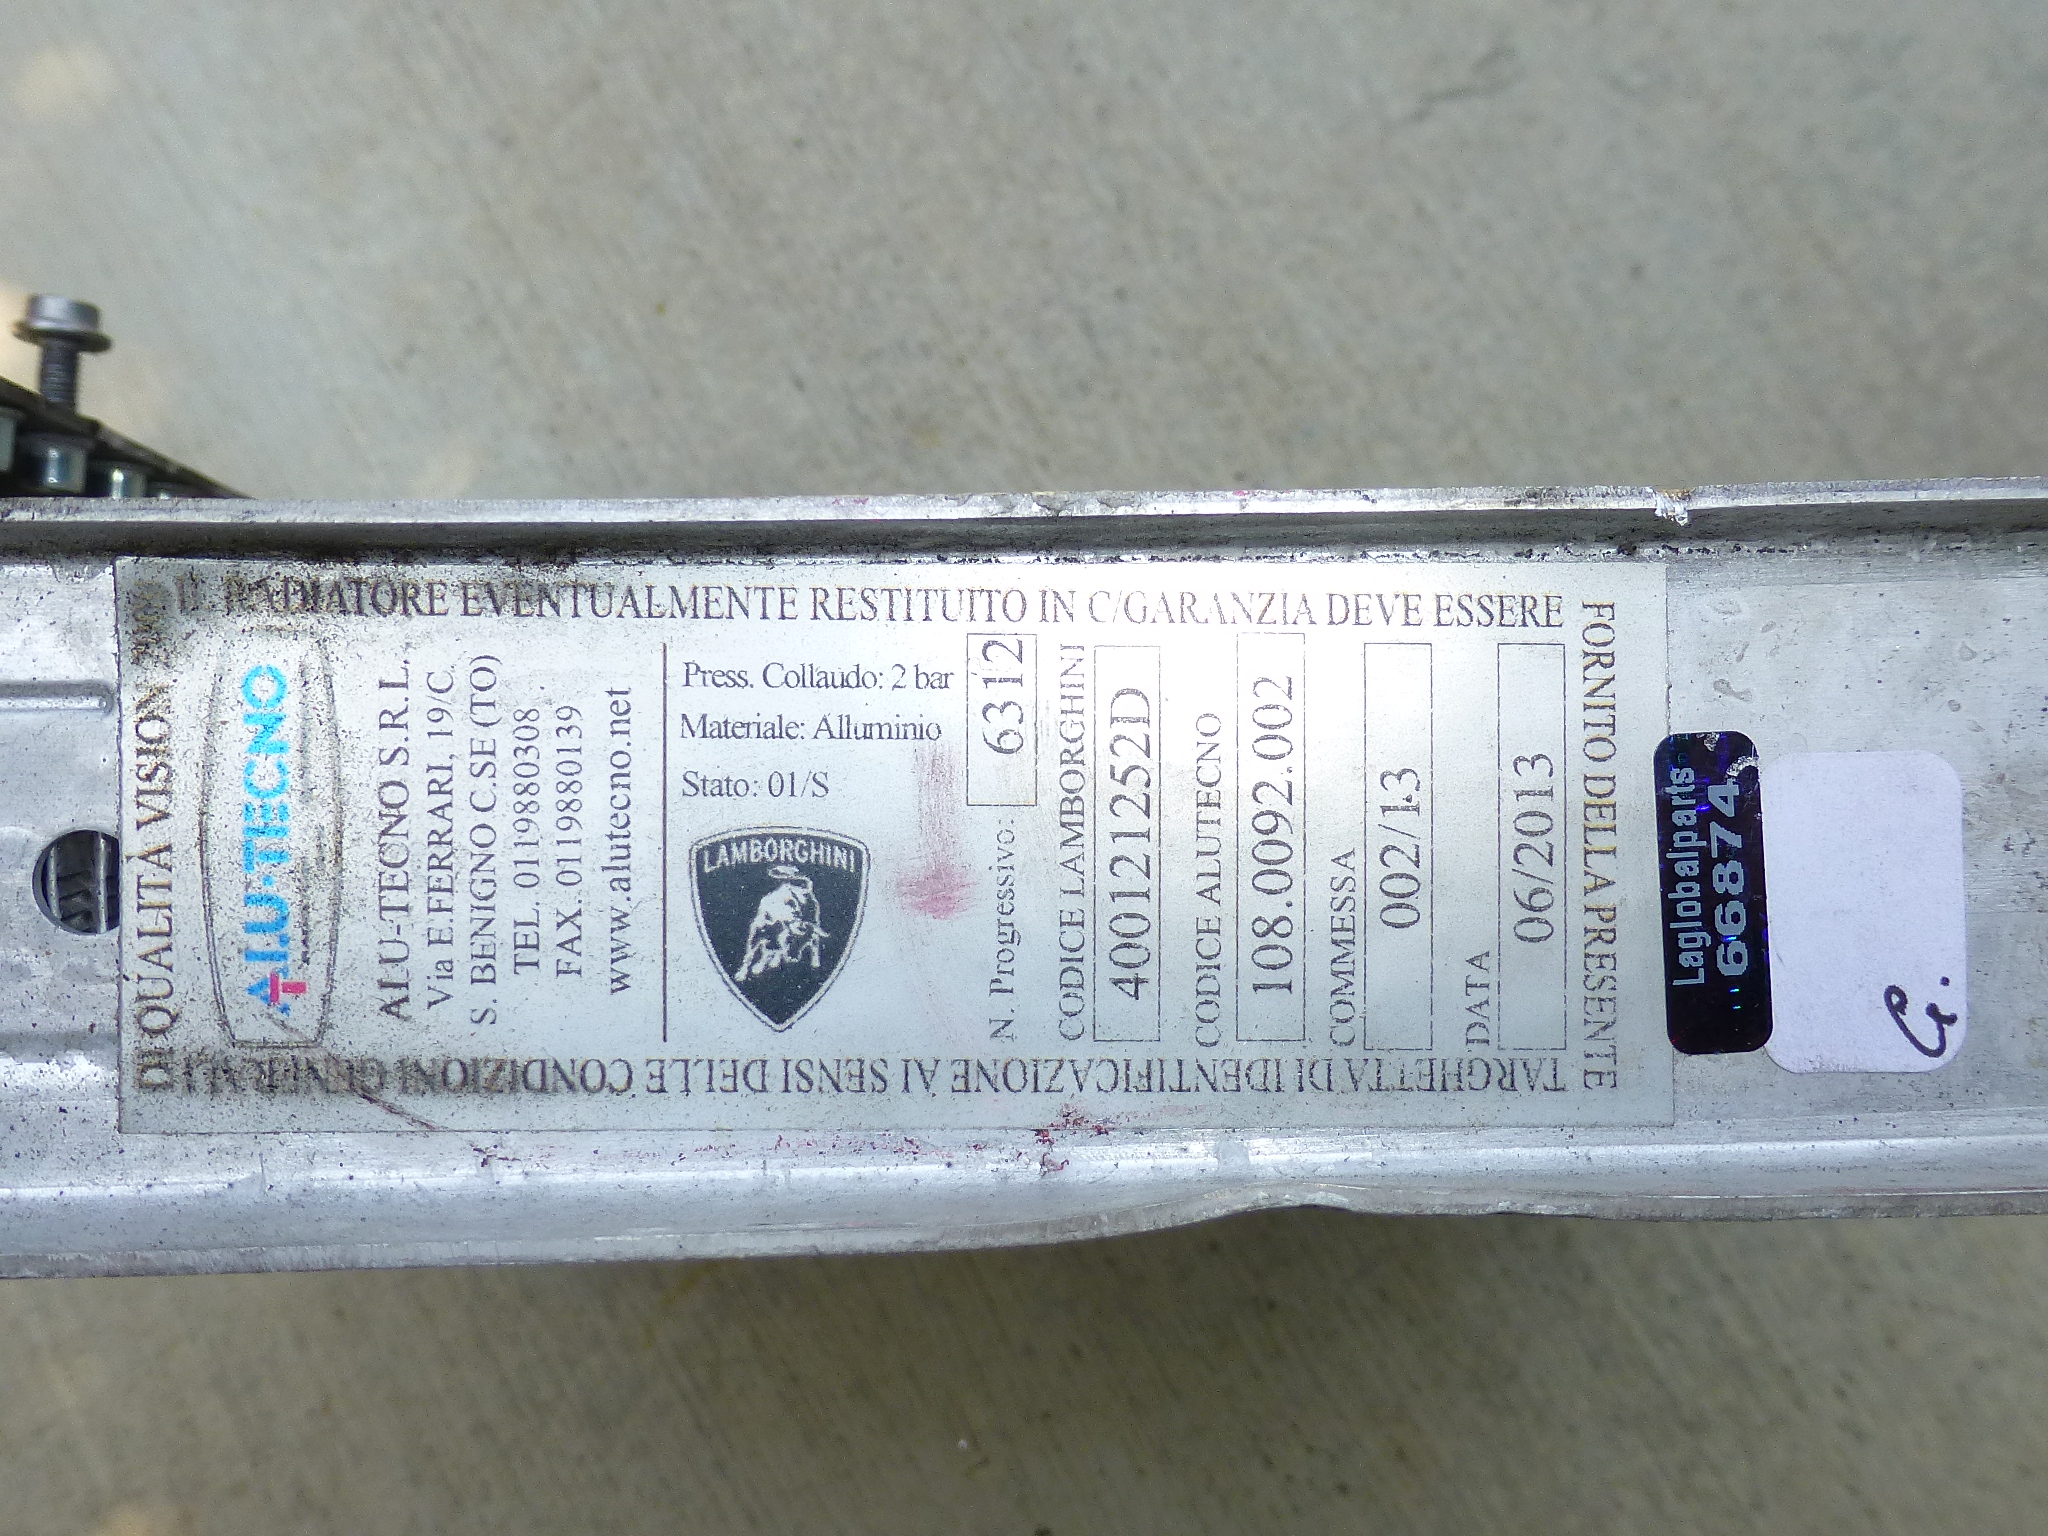 IL RADIATORE EVENTUALMENTE RESTITUITO IN C/GARANZIA DEVE ESSERE
FORNITO DELLA PRESENTE
TARGHETTA DI IDENTIFICAZIONE AI SENSI DELLE CONDIZIONI GENERALI
DI QUALITÀ VISION
ALU-TECNO
ALU-TECNO S.R.L.
Via E.FERRARI, 19/C
S. BENIGNO C.SE (TO)
TEL. 0119880308
FAX. 0119880139
www.alutecno.net
Press. Collaudo: 2 bar
Materiale: Alluminio
Stato: 01/S
LAMBORGHINI
N. Progressivo: 6312
CODICE LAMBORGHINI
400121252D
CODICE ALUTECNO
108.0092.002
COMMESSA
002/13
DATA
06/2013
Laglobalparts
66874